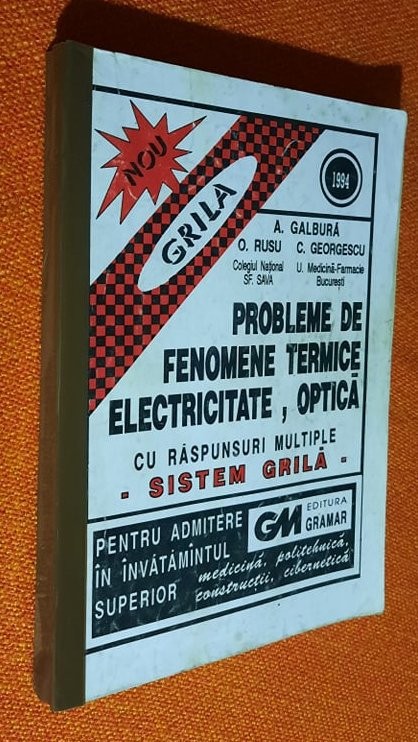 NOU
GRILA
1994
A. GALBURĂ
O. RUSU C. GEORGESCU
Colegiul Național U. Medicină-Farmacie
SF. SAVA București
PROBLEME DE
FENOMENE TERMICE
ELECTRICITATE , OPTICĂ
CU RĂSPUNSURI MULTIPLE
- SISTEM GRILĂ -
PENTRU ADMITERE
ÎN ÎNVĂTĂMÎNTUL
SUPERIOR
GM EDITURA
GRAMAR
medicină, politehnică,
construcții, cibernetică